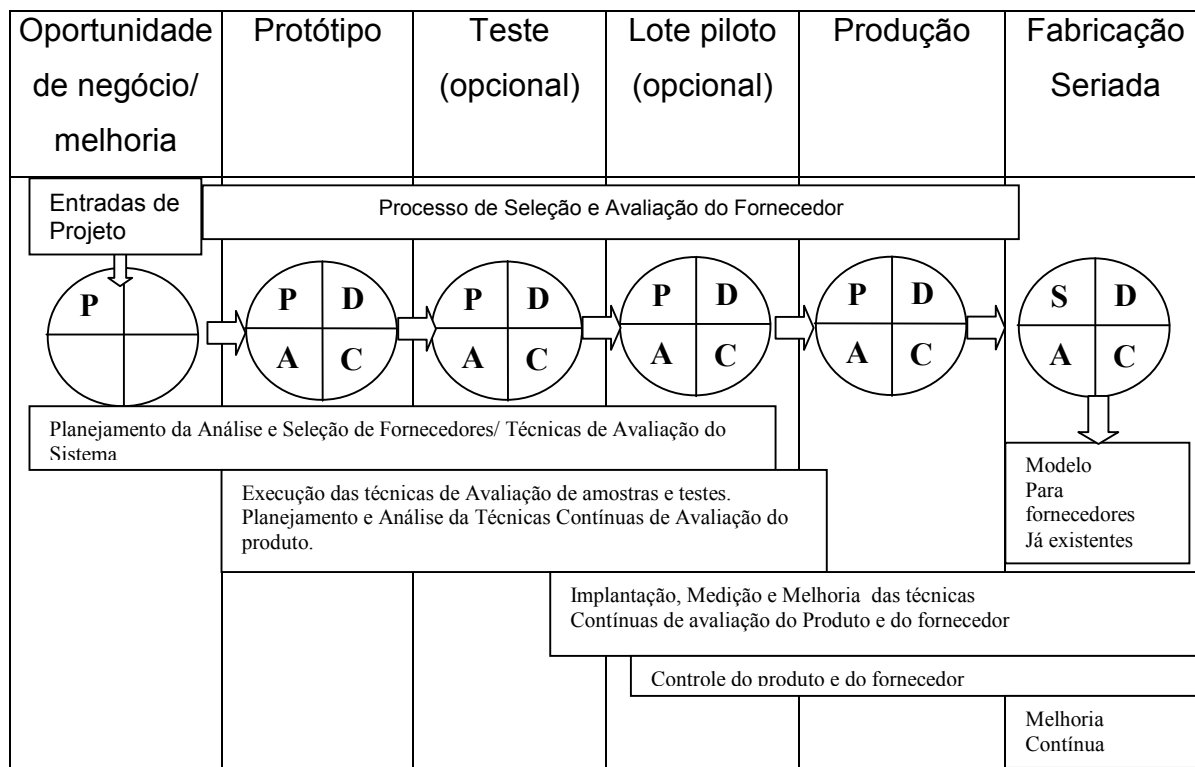 Oportunidade
de negócio/
melhoria
Protótipo
Teste
(opcional)
Lote piloto
(opcional)
Produção
Fabricação
Seriada
Entradas de
Projeto
Processo de Seleção e Avaliação do Fornecedor
P
P D
A C
P D
A C
P D
A C
P D
A C
S D
A C
Planejamento da Análise e Seleção de Fornecedores/ Técnicas de Avaliação do
Sistema
Execução das técnicas de Avaliação de amostras e testes.
Planejamento e Análise da Técnicas Contínuas de Avaliação do
produto.
Modelo
Para
fornecedores
Já existentes
Implantação, Medição e Melhoria das técnicas
Contínuas de avaliação do Produto e do fornecedor
Controle do produto e do fornecedor
Melhoria
Contínua